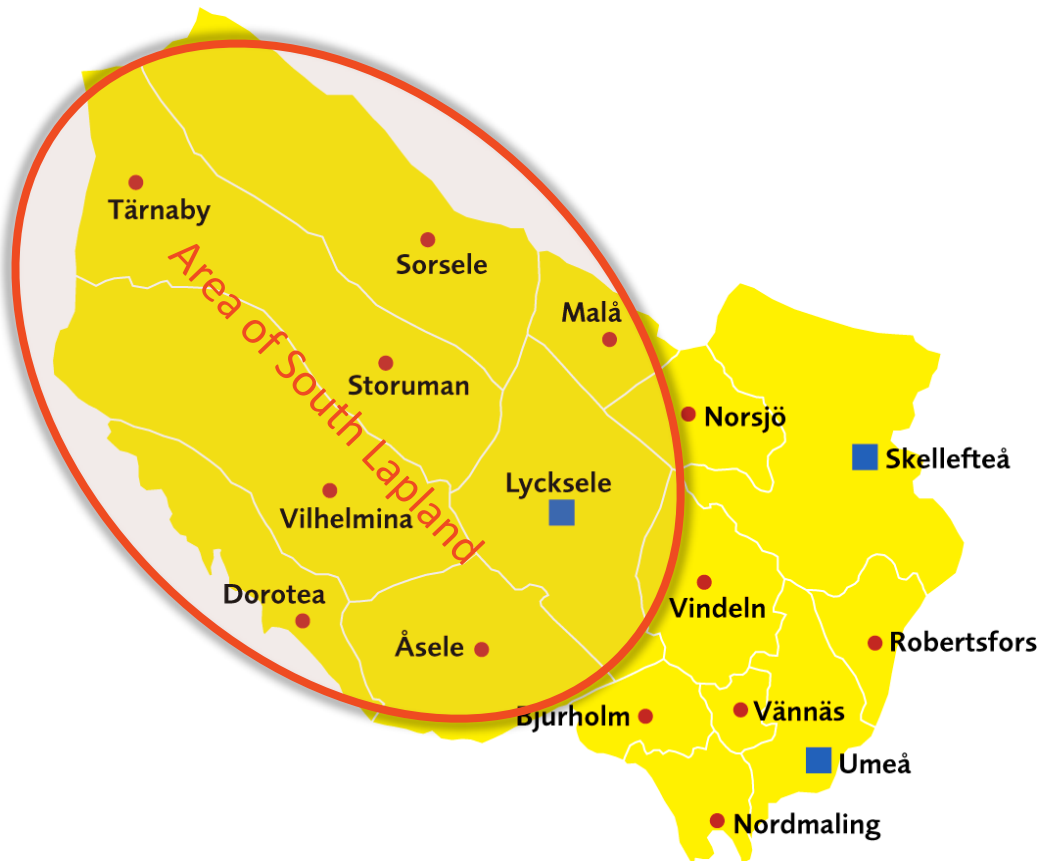 Tärnaby
Area of South Lapland
Sorsele
Malå
Storuman
Norsjö
Skellefteå
Lycksele
Vilhelmina
Dorotea
Vindeln
Åsele
Robertsfors
Bjurholm
Vännäs
Umeå
Nordmaling